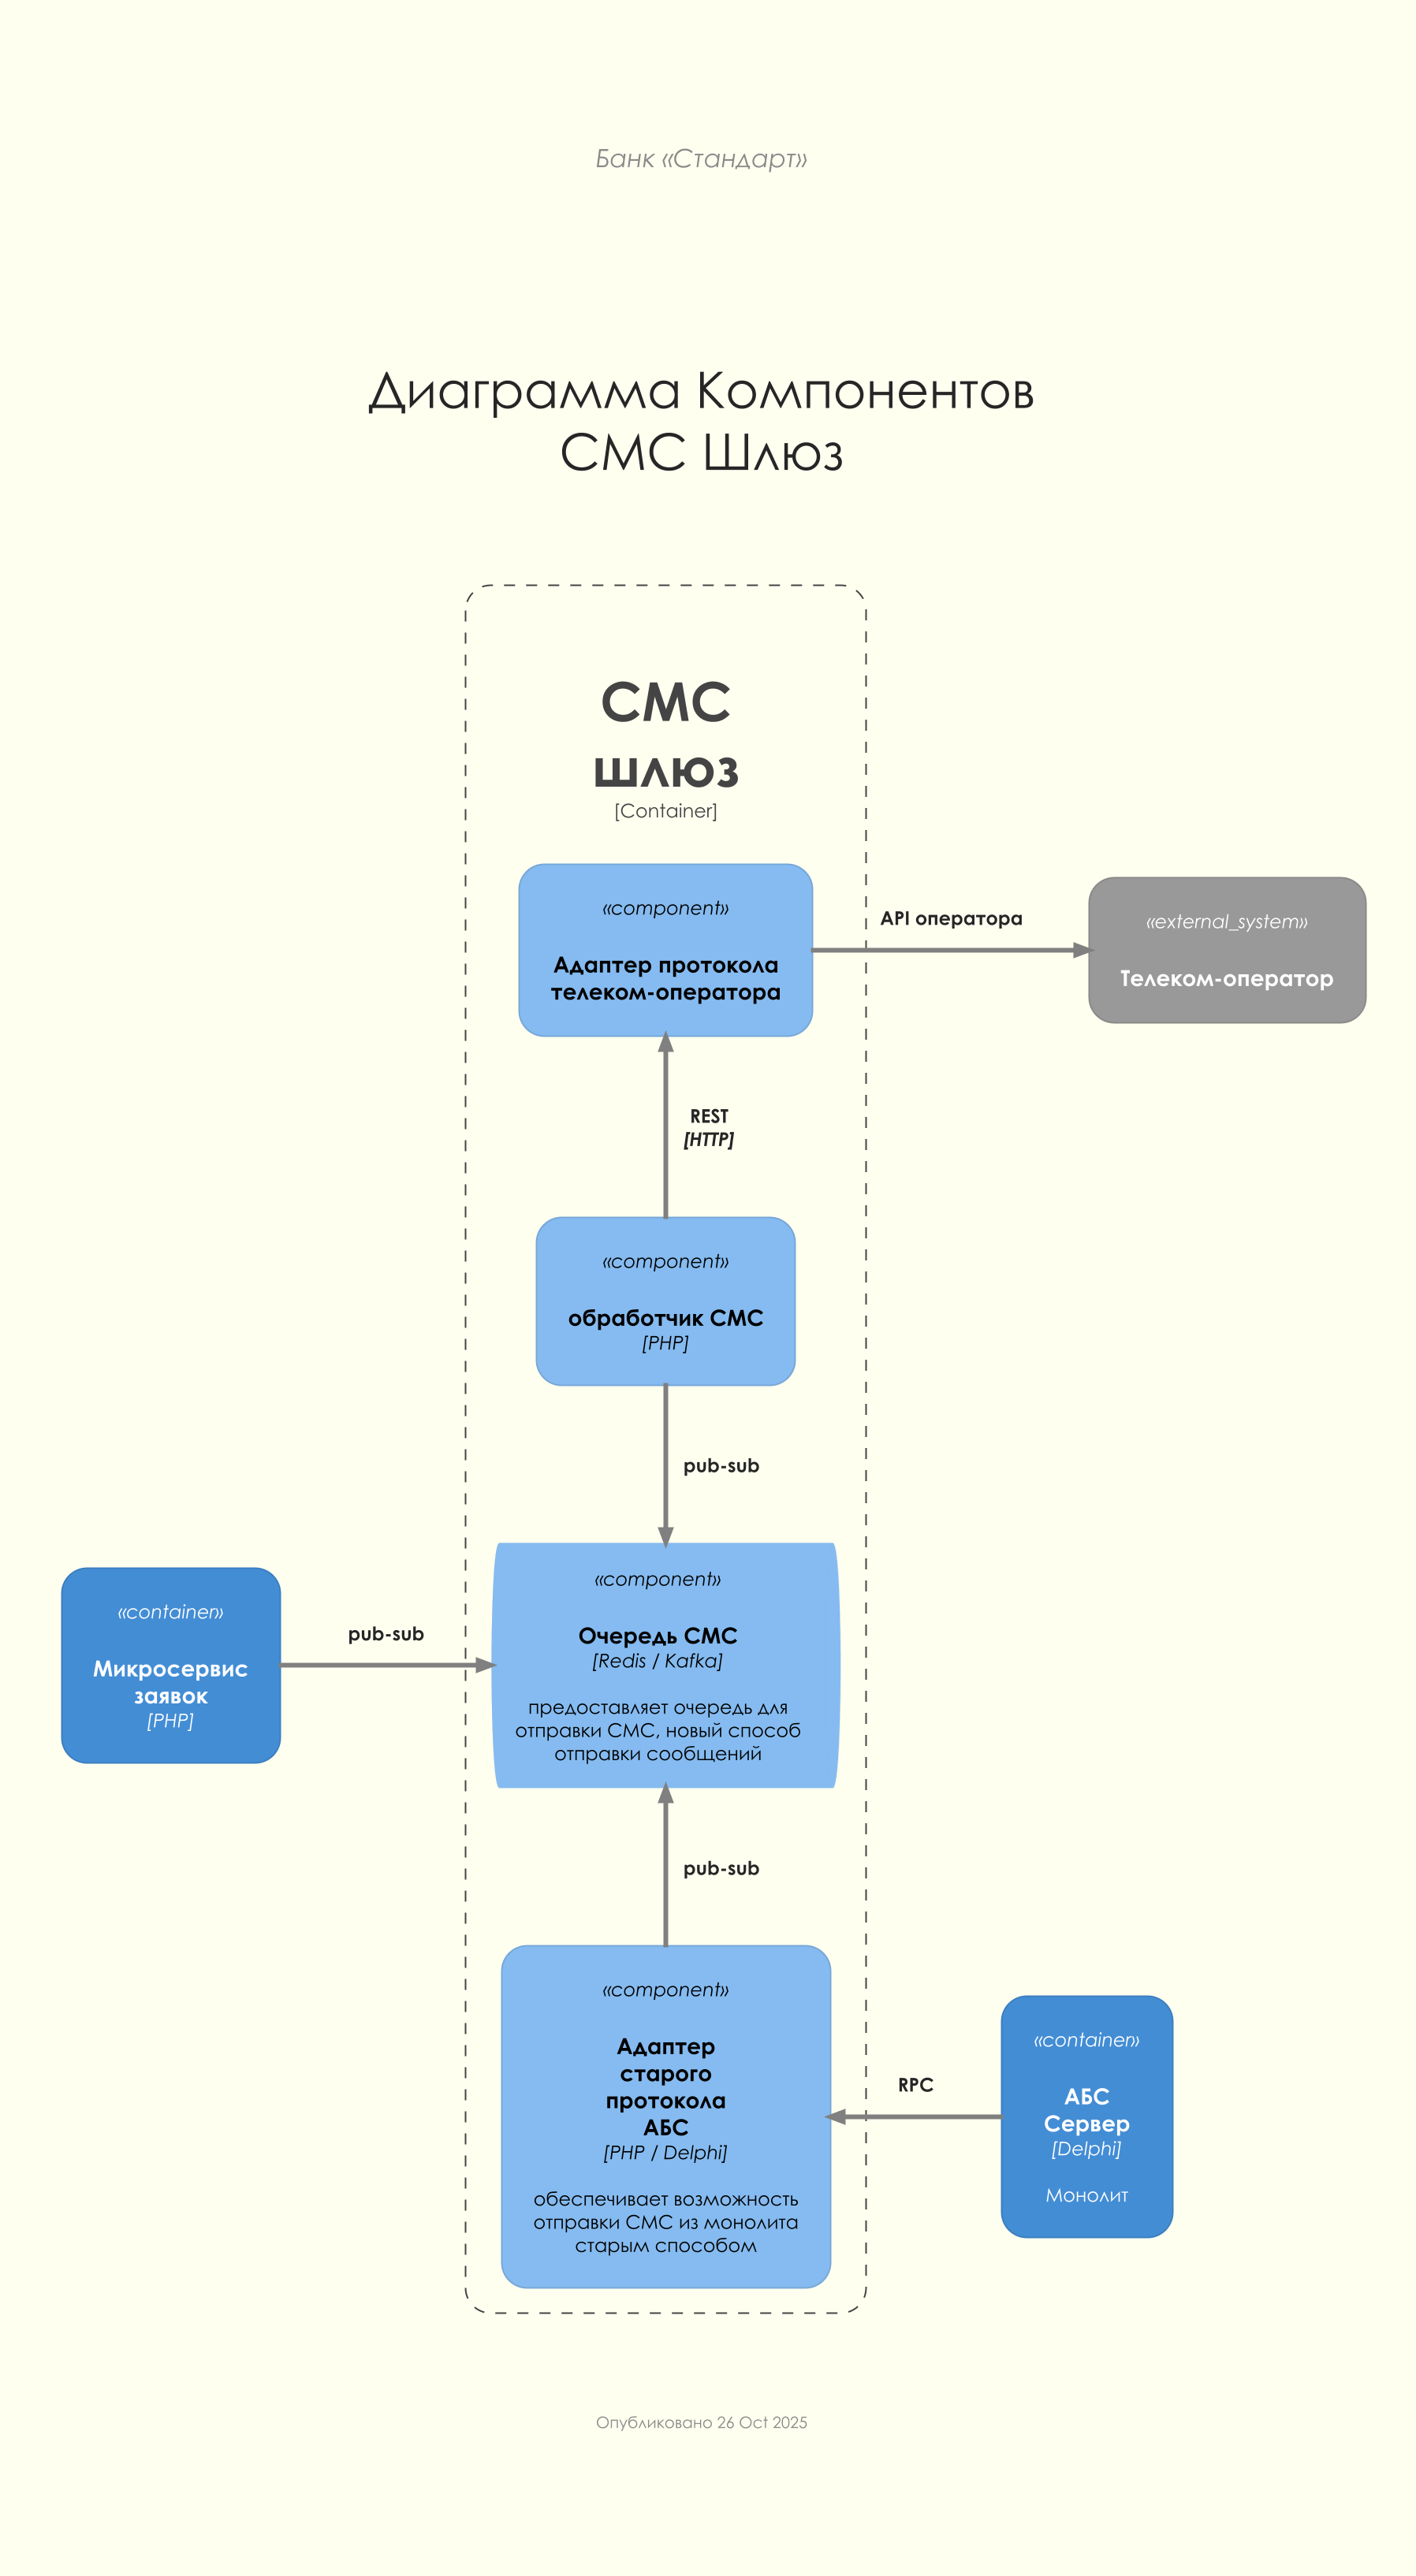 Банк «Стандарт»
Диаграмма Компонентов
СМС Шлюз
СМС
шлюз
[Container]
«component»
Адаптер протокола
телеком-оператора
API оператора
«external_system»
Телеком-оператор
REST
[HTTP]
«component»
обработчик СМС
[PHP]
pub-sub
«container»
Микросервис
заявок
[PHP]
pub-sub
«component»
Очередь СМС
[Redis / Kafka]
предоставляет очередь для
отправки СМС, новый способ
отправки сообщений
pub-sub
«component»
Адаптер
старого
протокола
АБС
[PHP / Delphi]
обеспечивает возможность
отправки СМС из монолита
старым способом
RPC
«container»
АБС
Сервер
[Delphi]
Монолит
Опубликовано 26 Oct 2025